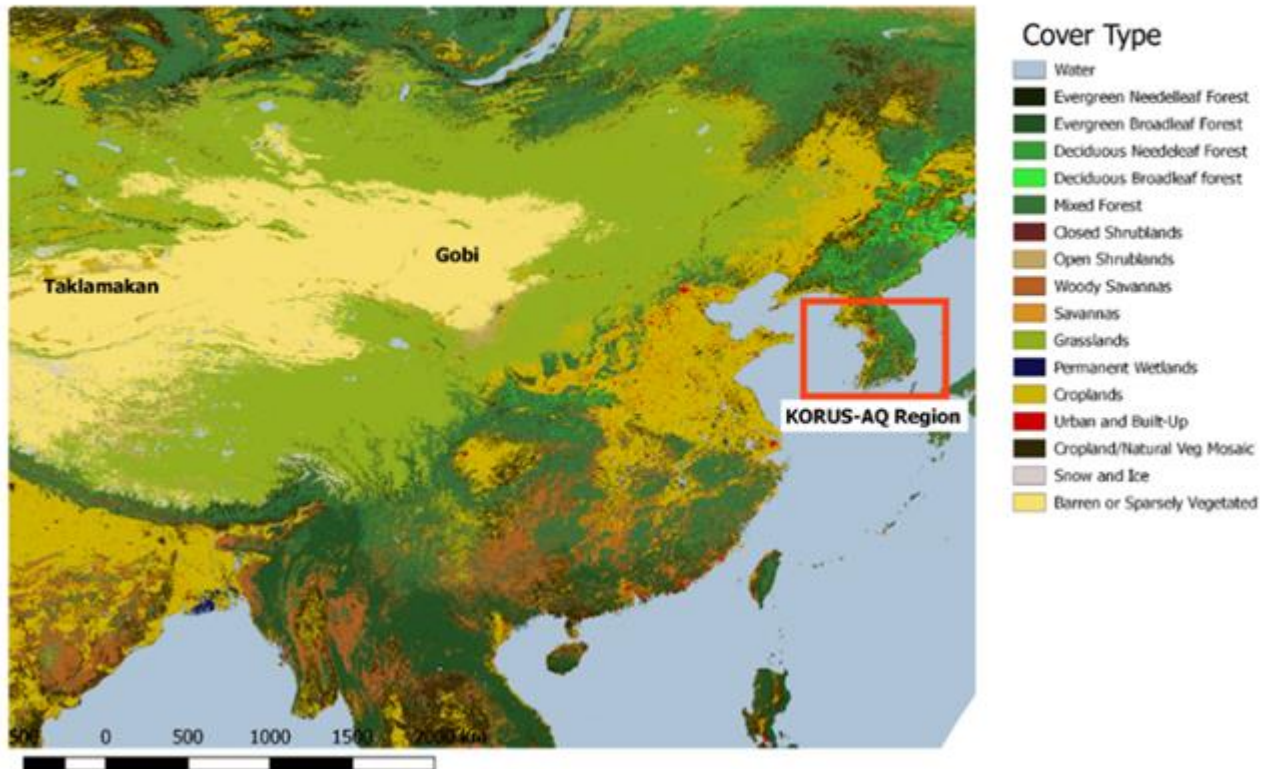 Cover Type
Water
Evergreen Needelleaf Forest
Evergreen Broadleaf Forest
Deciduous Needeleaf Forest
Deciduous Broadleaf forest
Mixed Forest
Closed Shrublands
Open Shrublands
Woody Savannas
Savannas
Grasslands
Permanent Wetlands
Croplands
Urban and Built-Up
Cropland/Natural Veg Mosaic
Snow and Ice
Barren or Sparsely Vegetated
Gobi
Taklamakan
KORUS-AQ Region
500 0 500 1000 1500 2000 km